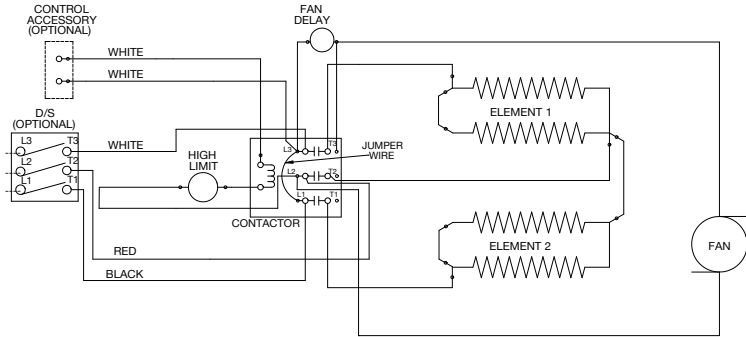 CONTROL
ACCESSORY
(OPTIONAL)
WHITE
WHITE
FAN
DELAY
D/S
(OPTIONAL)
L3
T3
L2
T2
L1
T1
WHITE
HIGH
LIMIT
L3
T3
L2
T2
L1
T1
JUMPER
WIRE
CONTACTOR
RED
BLACK
ELEMENT 1
ELEMENT 2
FAN